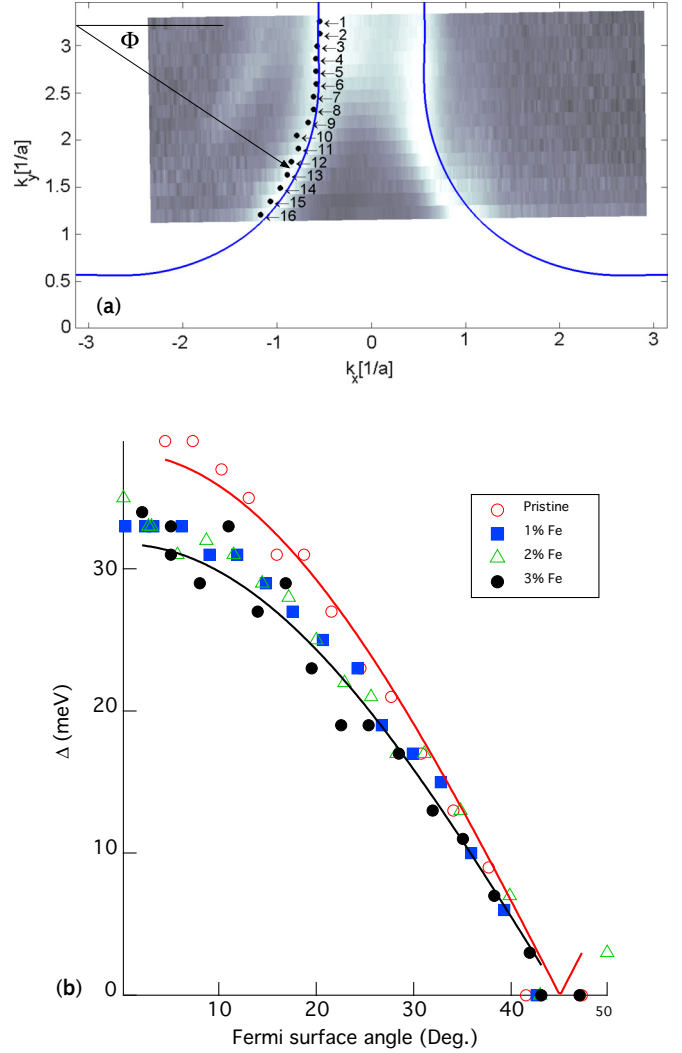 3
2.5
2
1.5
1
0.5
0
k_y[1/a]
Φ
1
2
3
4
5
6
7
8
9
10
11
12
13
14
15
16
(a)
-3 -2 -1 0 1 2 3
k_x[1/a]
Pristine
1% Fe
2% Fe
3% Fe
30
20
10
0
Δ (meV)
(b)
10 20 30 40 50
Fermi surface angle (Deg.)